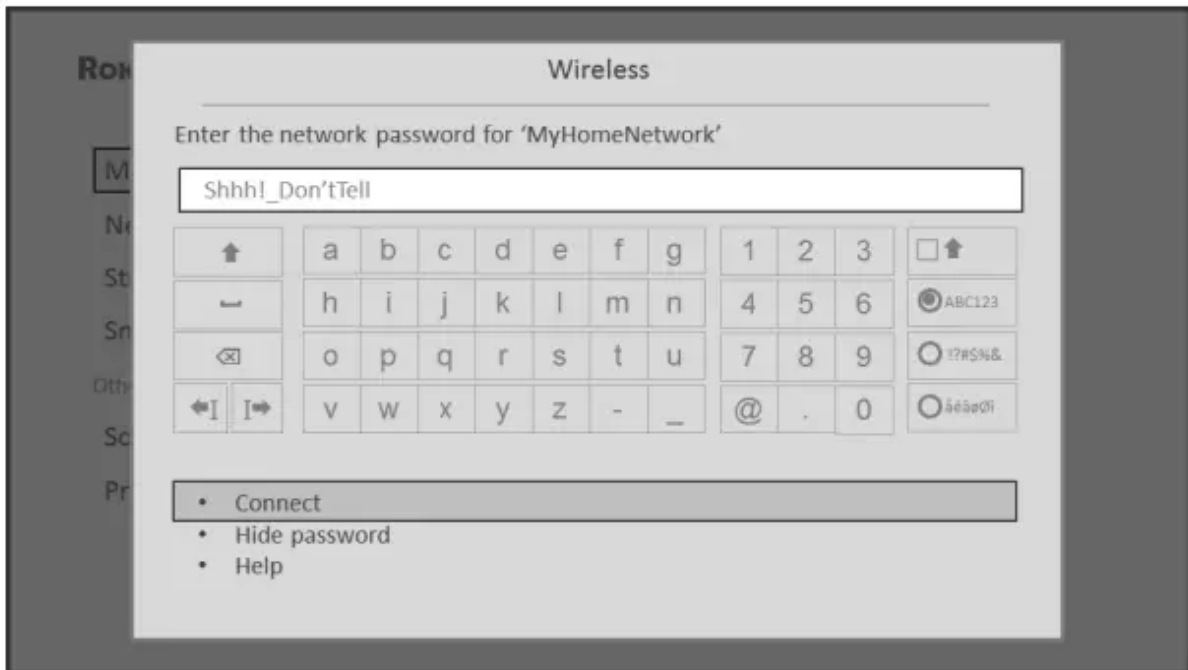 Wireless
Enter the network password for ‘MyHomeNetwork’
Shhh!_Don’tTell
a b c d e f g 1 2 3
h i j k l m n 4 5 6 ABC123
o p q r s t u 7 8 9 !?#$%&
v w x y z - _ @ . 0
• Connect
• Hide password
• Help